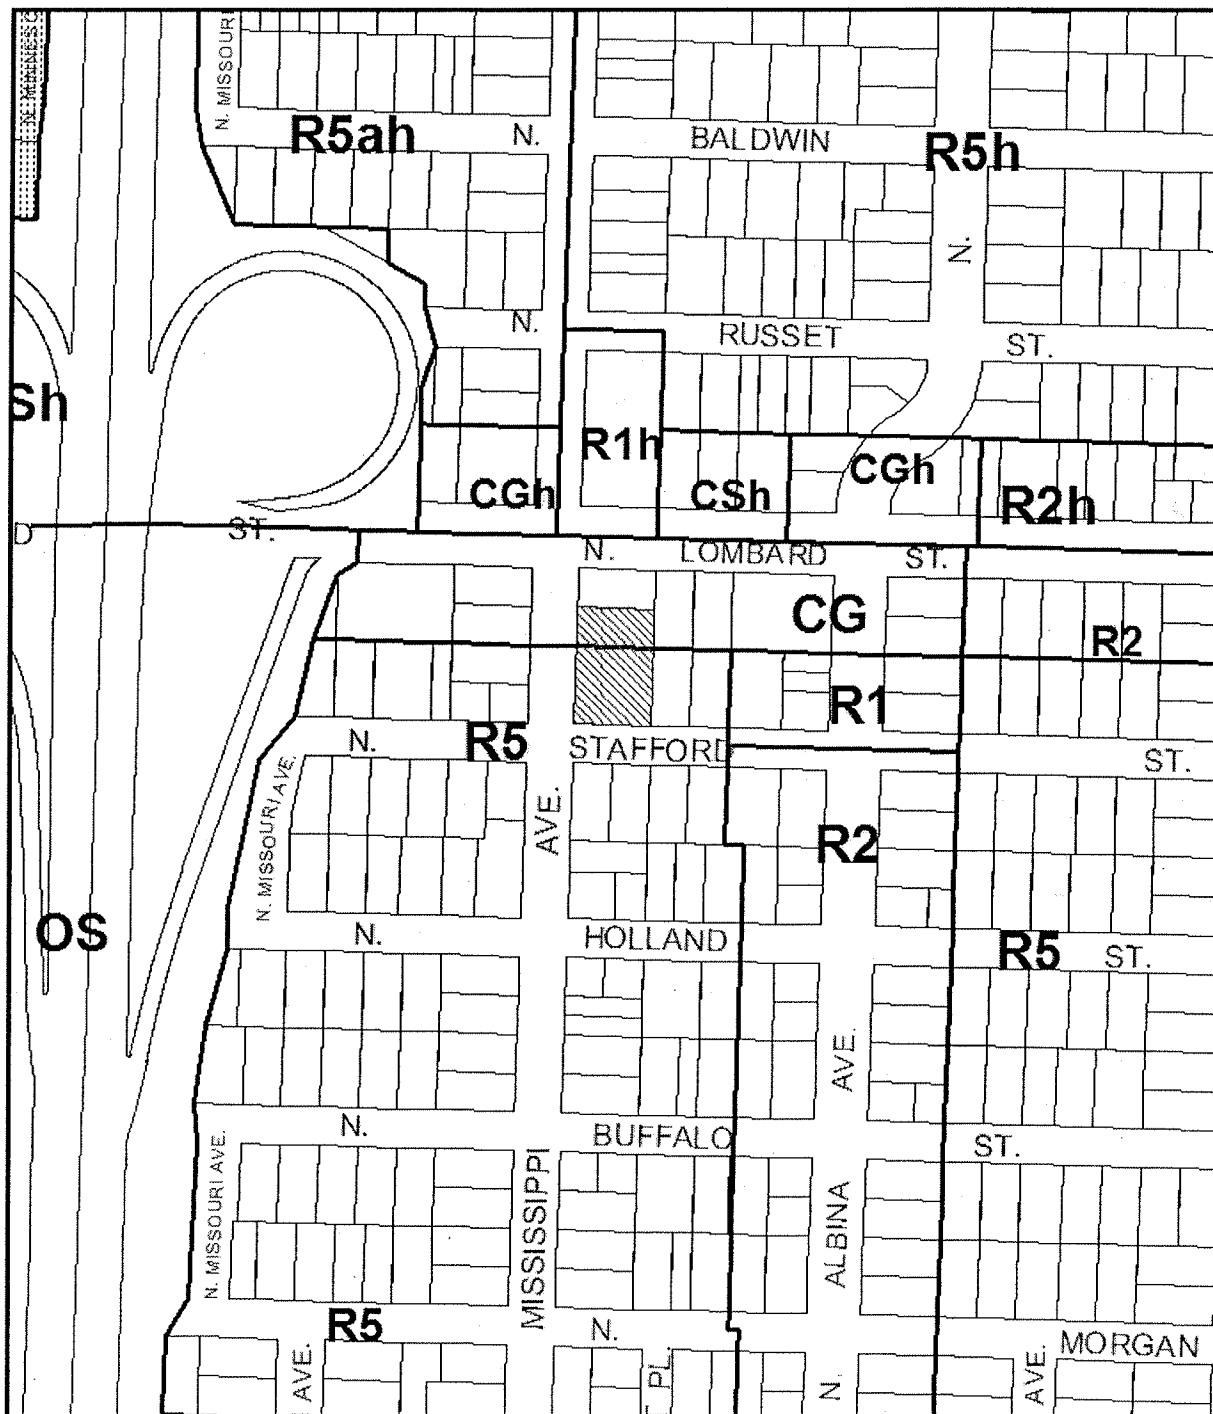 N. MISSOURI
R5ah
N.
BALDWIN
R5h
N.
N.
RUSSET
ST.
Sh
R1h
CGh
CSh
CGh
R2h
D
ST.
N.
LOMBARD
ST.
CG
R2
R1
N.
R5
STAFFORD
ST.
N. MISSOURI AVE.
AVE.
R2
OS
N.
HOLLAND
R5
ST.
AVE.
N.
BUFFALO
ST.
N. MISSOURI AVE.
MISSISSIPPI
ALBINA
R5
N.
MORGAN
AVE.
PL.
N.
AVE.